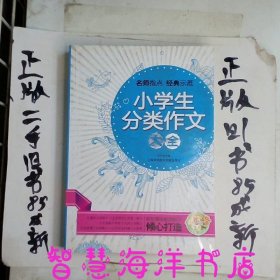 名师指点 经典示范
小学生
分类作文
大全
倾心打造
正版二手旧书85成新
正版旧书85成新
智慧海洋书店